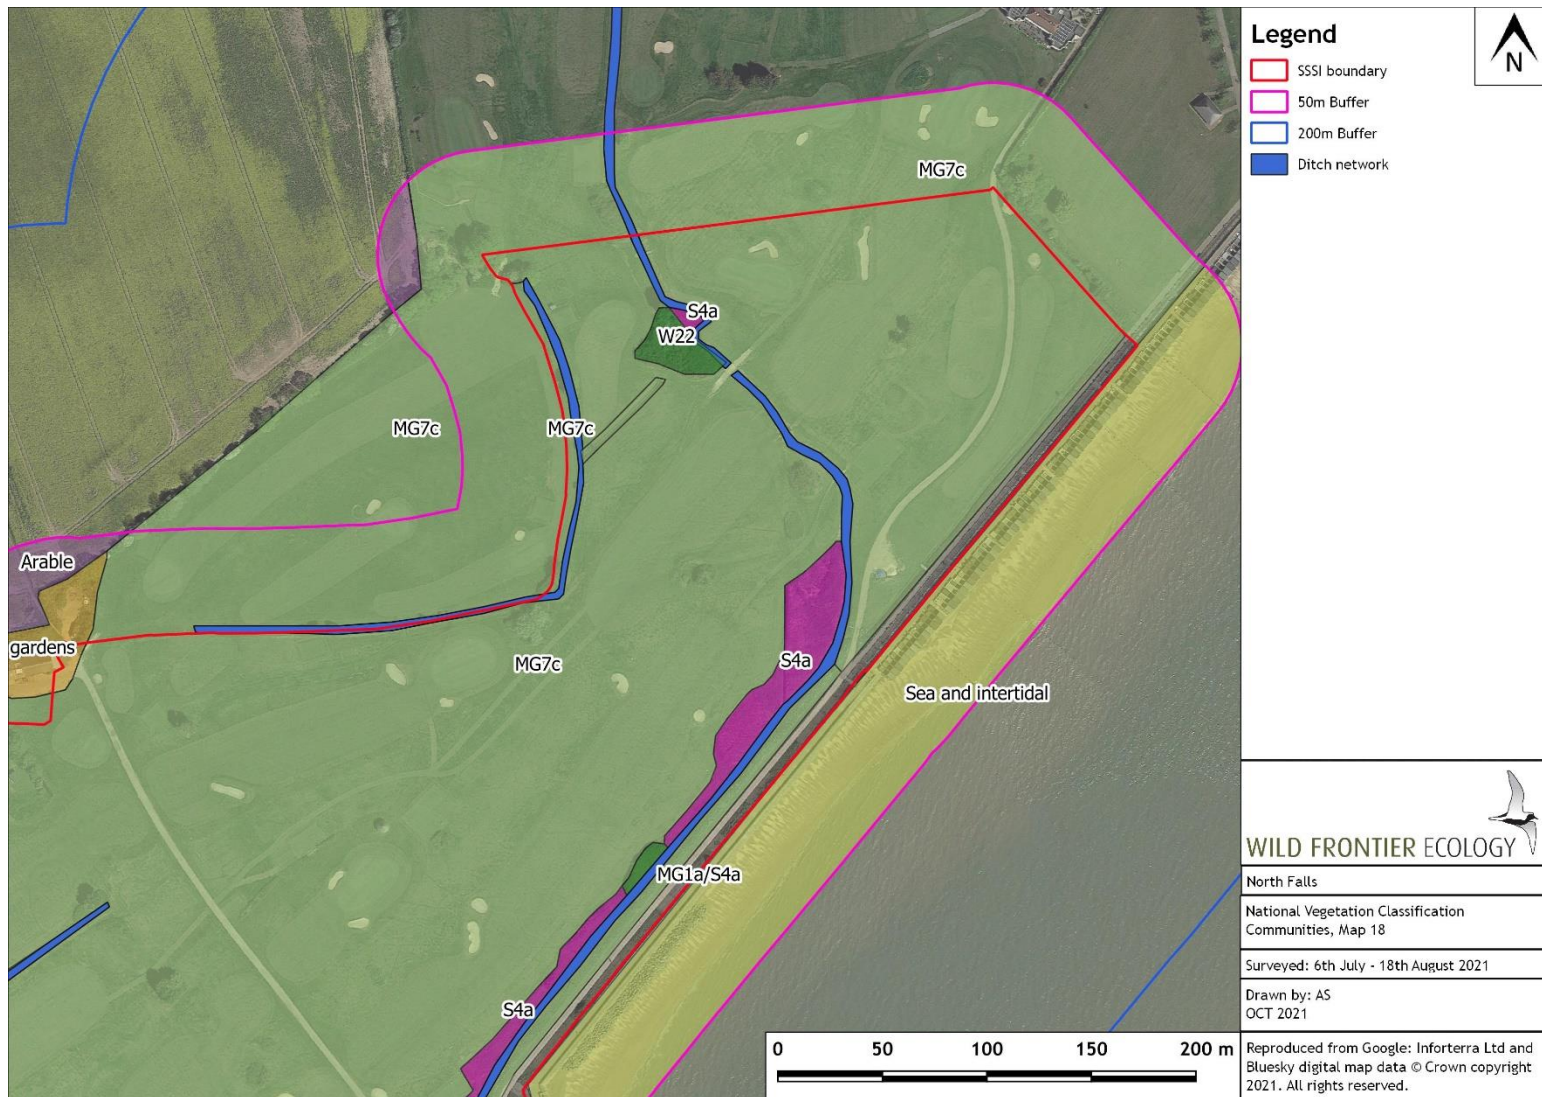 Legend
N
SSSI boundary
50m Buffer
200m Buffer
Ditch network
MG7c
S4a
W22
MG7c
MG7c
Arable
gardens
MG7c
S4a
Sea and intertidal
MG1a/S4a
S4a
0 50 100 150 200 m
WILD FRONTIER ECOLOGY
North Falls
National Vegetation Classification
Communities, Map 18
Surveyed: 6th July - 18th August 2021
Drawn by: AS
OCT 2021
Reproduced from Google: Inforterra Ltd and
Bluesky digital map data © Crown copyright
2021. All rights reserved.